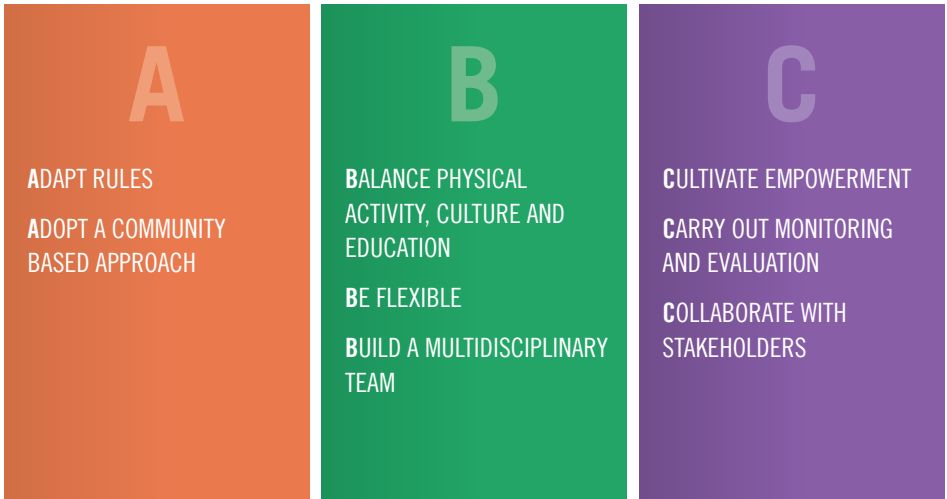 A
ADAPT RULES
ADOPT A COMMUNITY
BASED APPROACH
B
BALANCE PHYSICAL
ACTIVITY, CULTURE AND
EDUCATION
BE FLEXIBLE
BUILD A MULTIDISCIPLINARY
TEAM
C
CULTIVATE EMPOWERMENT
CARRY OUT MONITORING
AND EVALUATION
COLLABORATE WITH
STAKEHOLDERS